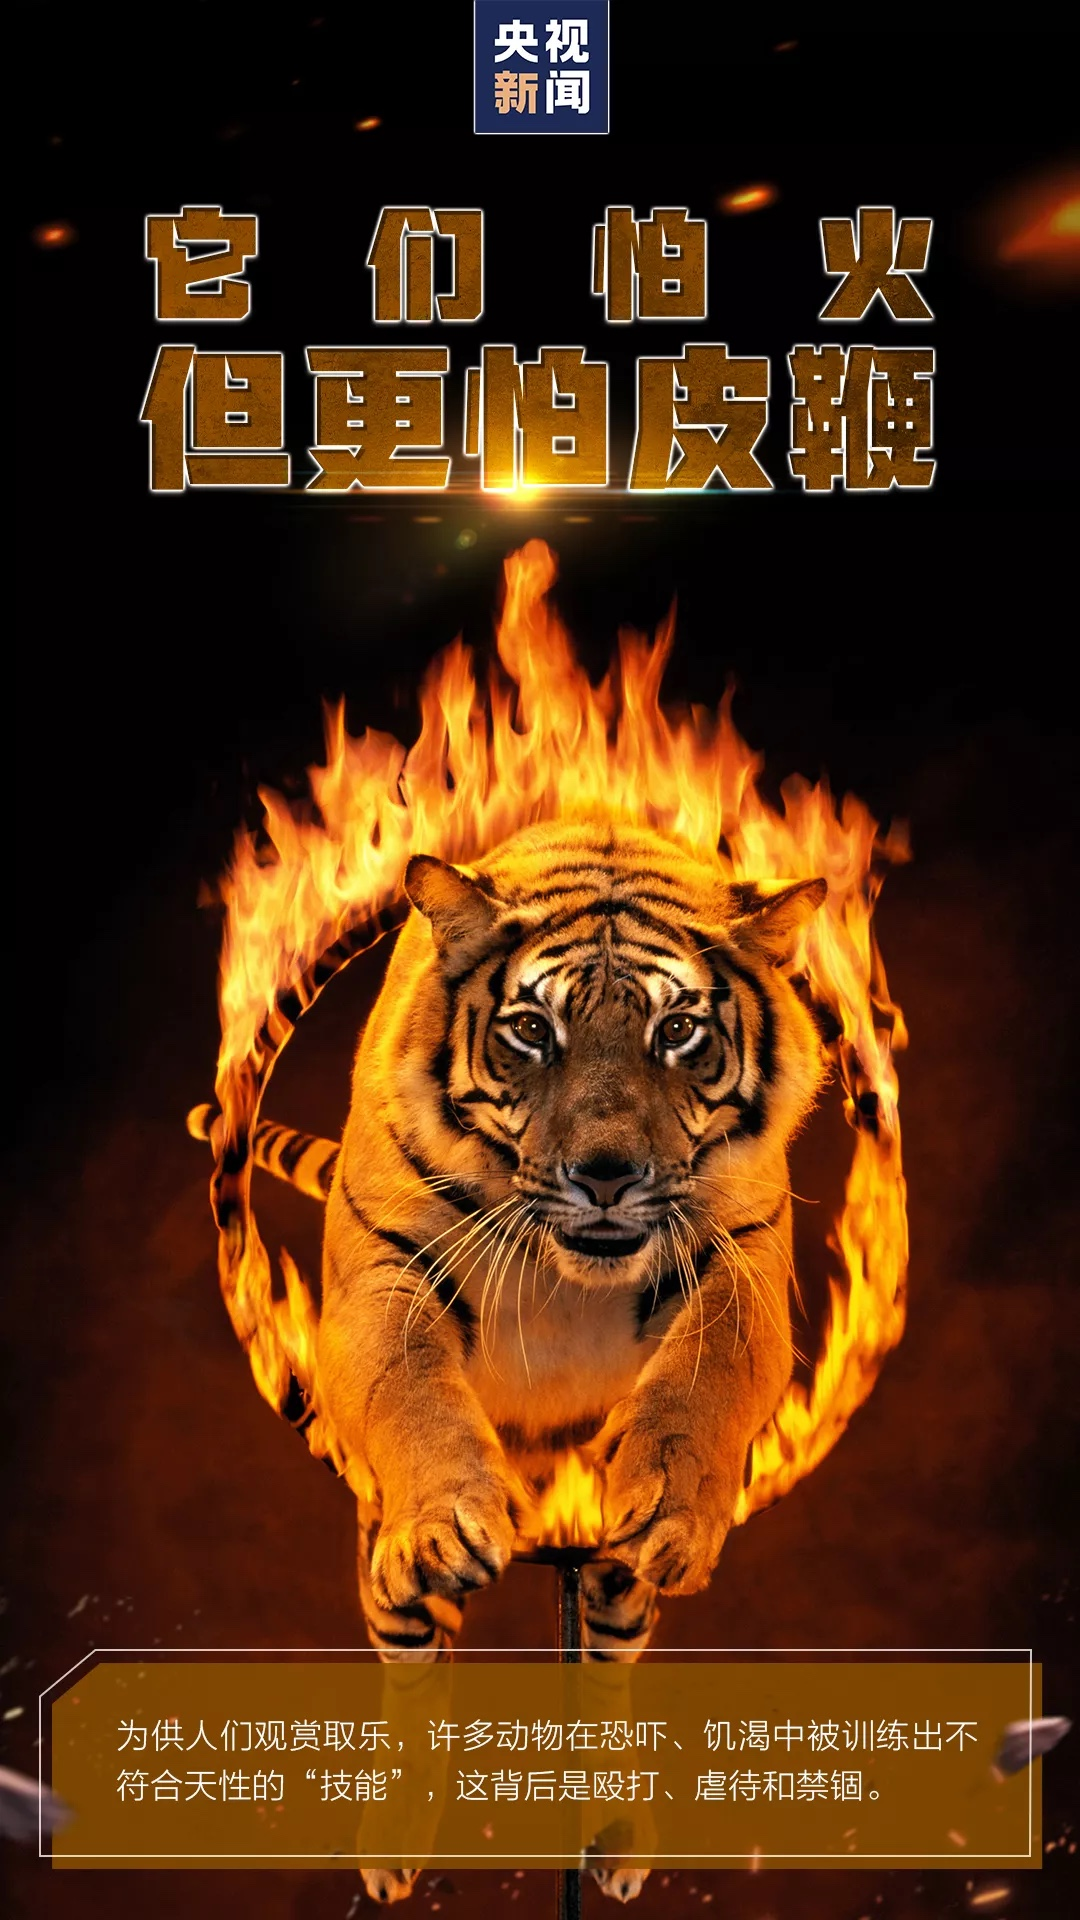 央视
新闻
它们怕火
但更怕皮鞭
为供人们观赏取乐，许多动物在恐吓、饥渴中被训练出不
符合天性的“技能”，这背后是殴打、虐待和禁锢。